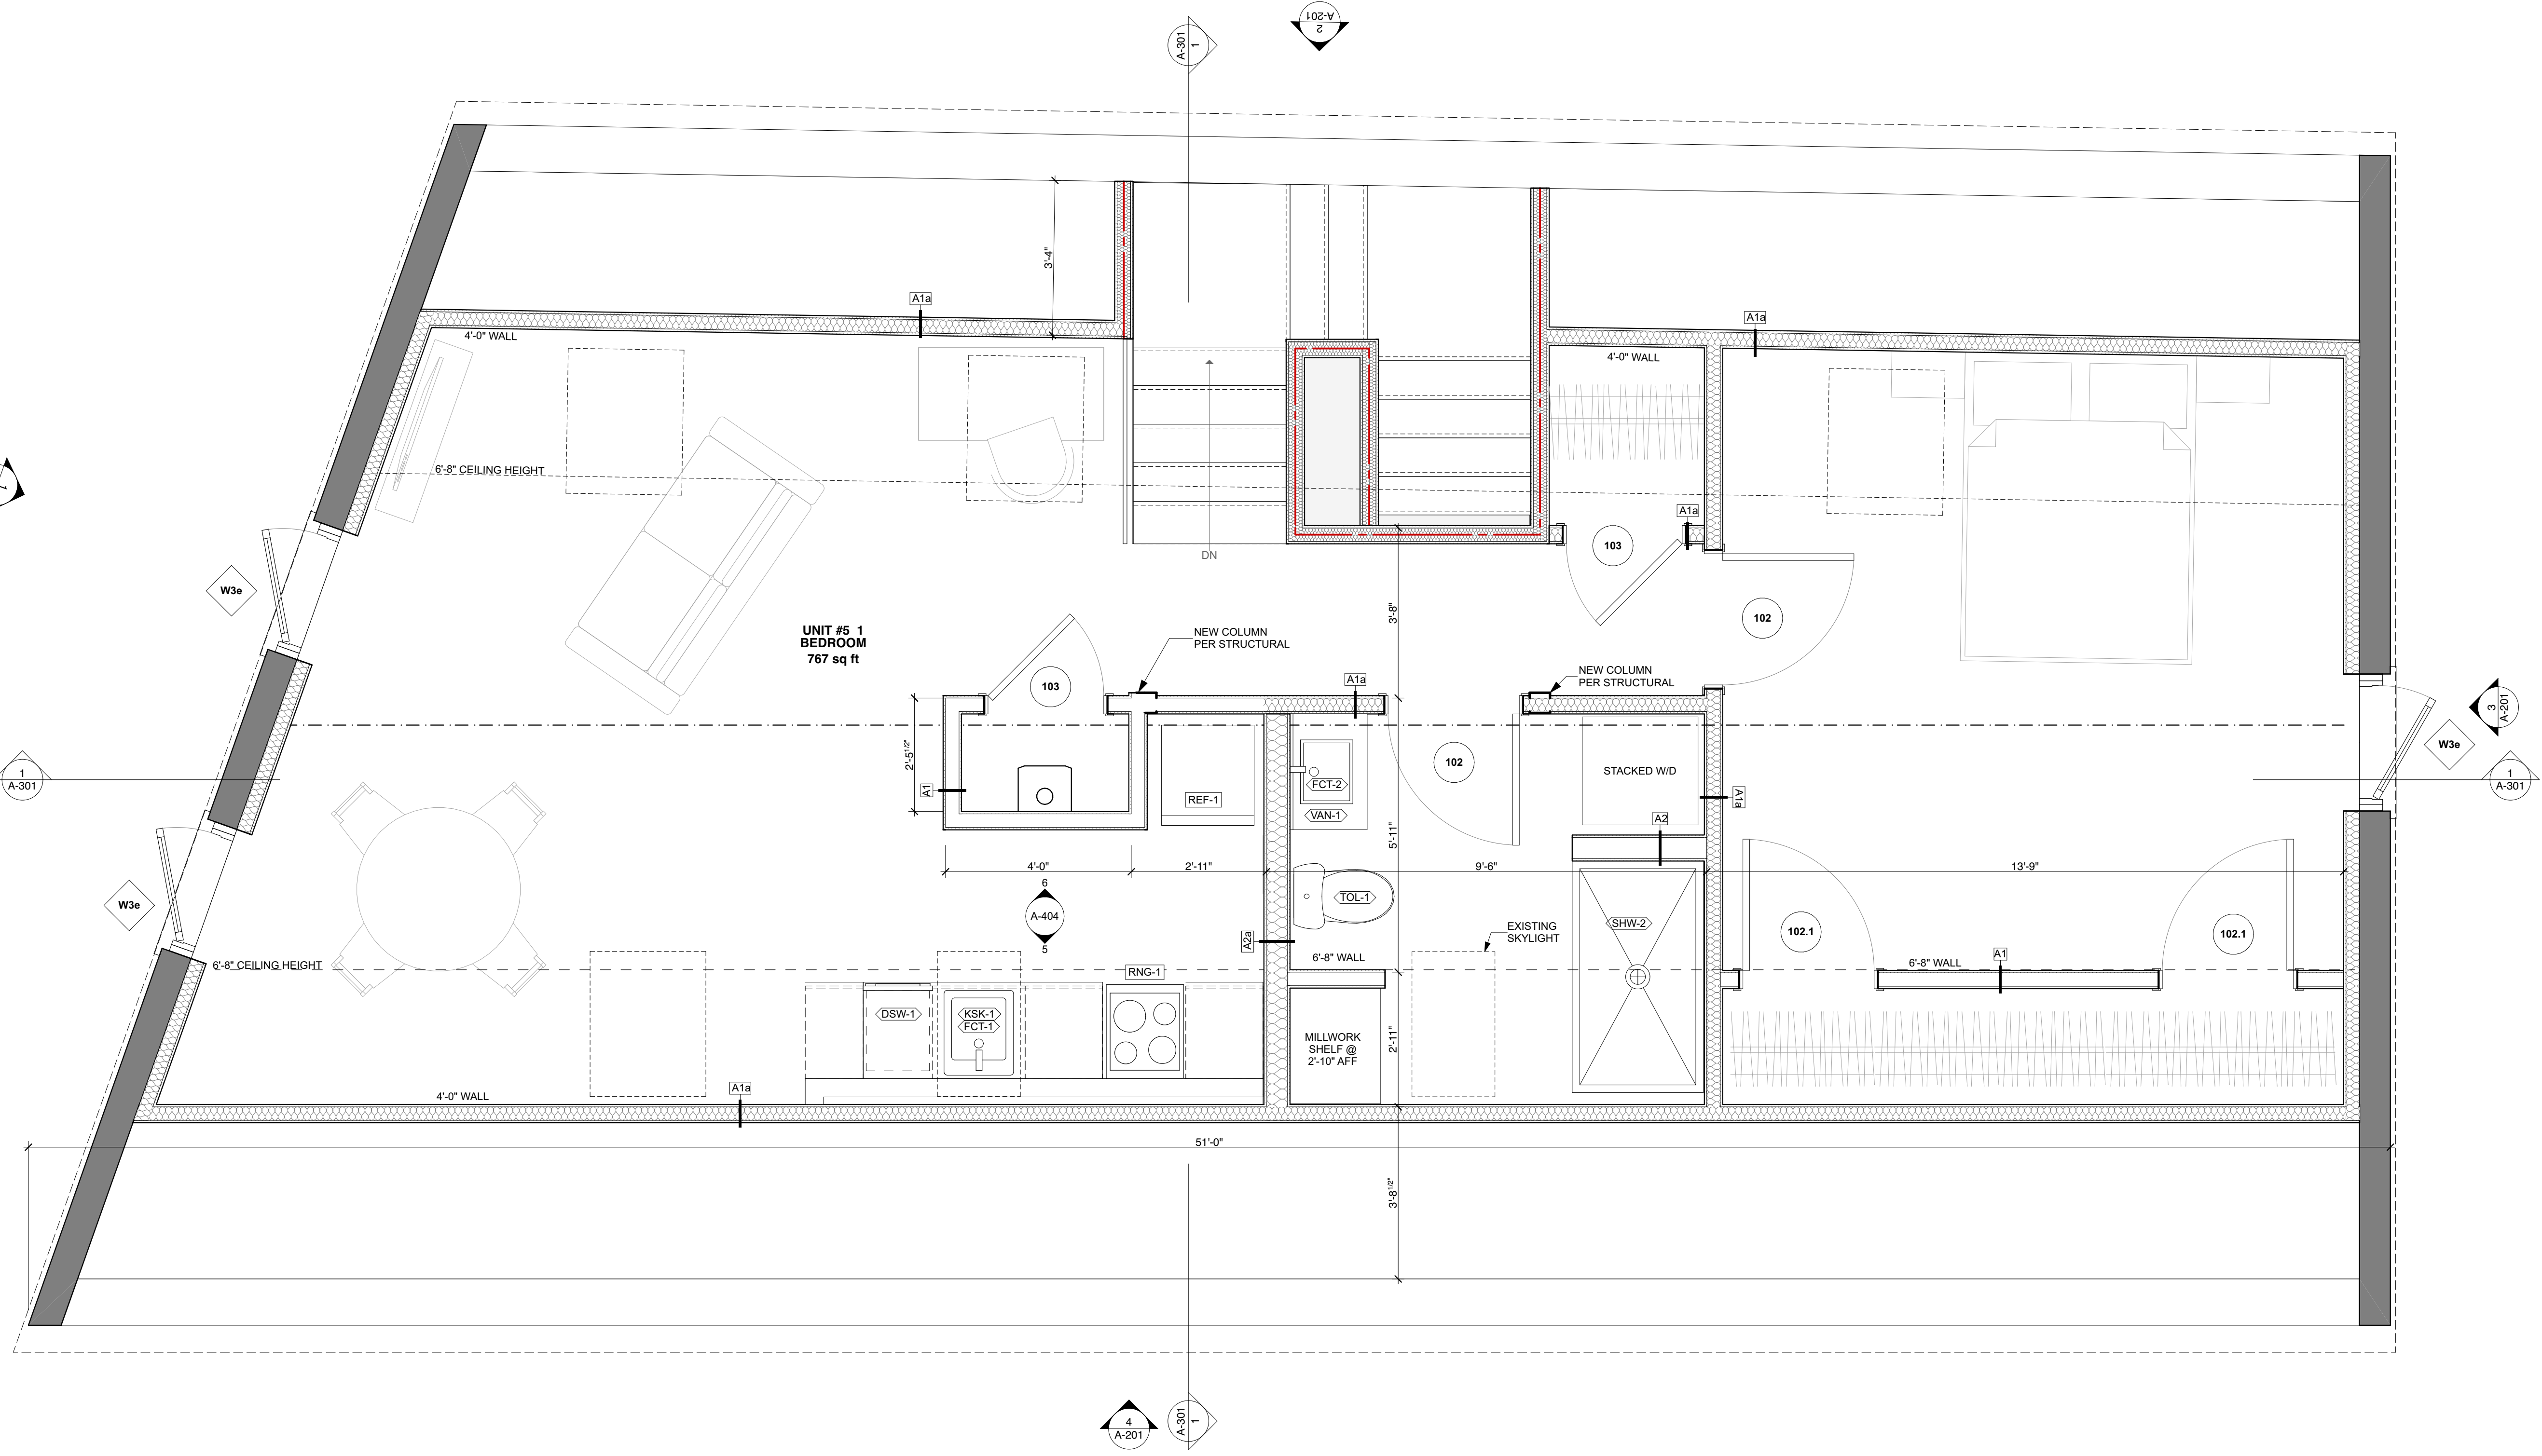 A-201
2
A-301
1
3'-4"
A1a
4'-0" WALL
A1a
4'-0" WALL
6'-8" CEILING HEIGHT
1
A1a
103
DN
W3e
102
3'-8"
UNIT #5 1
BEDROOM
767 sq ft
NEW COLUMN
PER STRUCTURAL
NEW COLUMN
PER STRUCTURAL
103
A1a
3
A-201
W3e
2'-5 1/2"
102
STACKED W/D
1
A-301
1
A-301
A1
REF-1
FCT-2
VAN-1
A1a
A2
5'-11"
4'-0"
2'-11"
9'-6"
13'-9"
6
A-404
5
TOL-1
W3e
SHW-2
EXISTING
SKYLIGHT
102.1
102.1
A2a
6'-8" WALL
A1
6'-8" WALL
6'-8" CEILING HEIGHT
RNG-1
DSW-1
KSK-1
FCT-1
MILLWORK
SHELF @
2'-10" AFF
2'-11"
A1a
4'-0" WALL
51'-0"
3'-8 1/2"
4
A-201
A-301
1